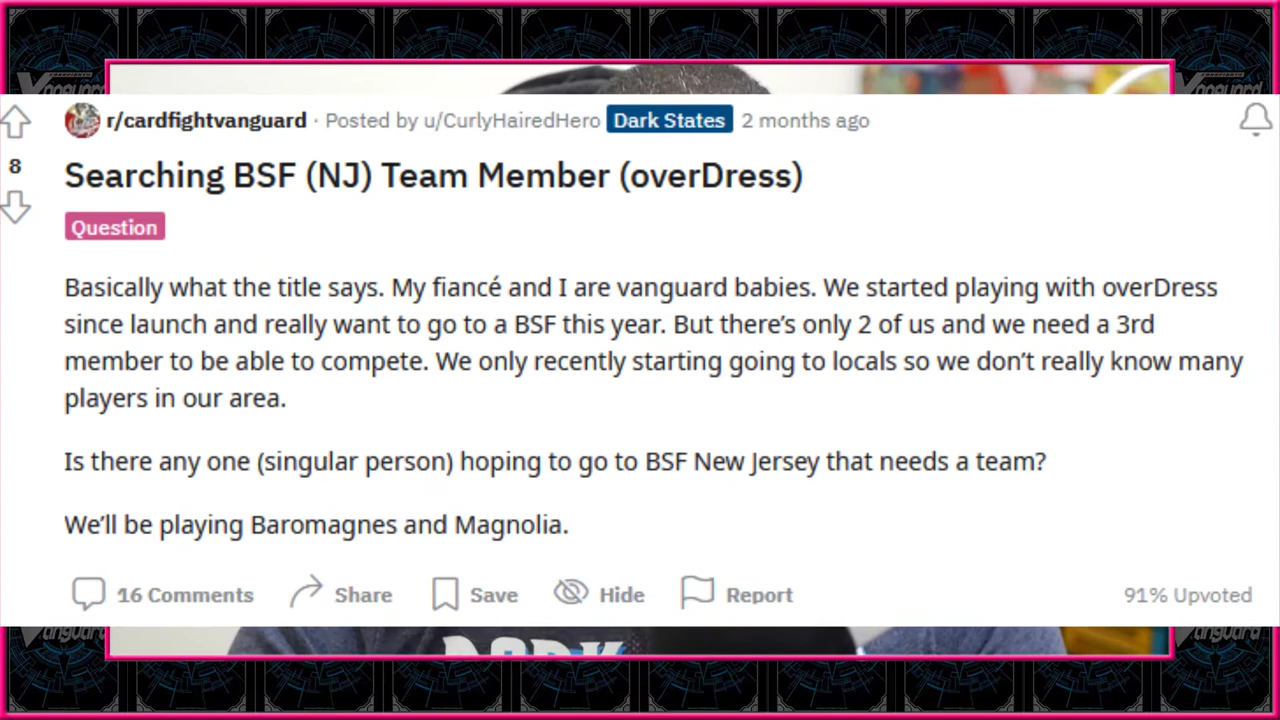 r/cardfightvanguard · Posted by u/CurlyHairedHero Dark States 2 months ago
8
Searching BSF (NJ) Team Member (overDress)
Question
Basically what the title says. My fiancé and I are vanguard babies. We started playing with overDress
since launch and really want to go to a BSF this year. But there’s only 2 of us and we need a 3rd
member to be able to compete. We only recently starting going to locals so we don’t really know many
players in our area.
Is there any one (singular person) hoping to go to BSF New Jersey that needs a team?
We’ll be playing Baromagnes and Magnolia.
16 Comments Share Save Hide Report 91% Upvoted